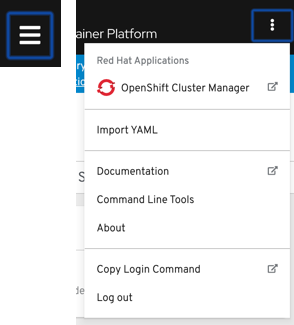 ainer Platform
Red Hat Applications
OpenShift Cluster Manager
Import YAML
Documentation
S
Command Line Tools
About
Copy Login Command
Log out